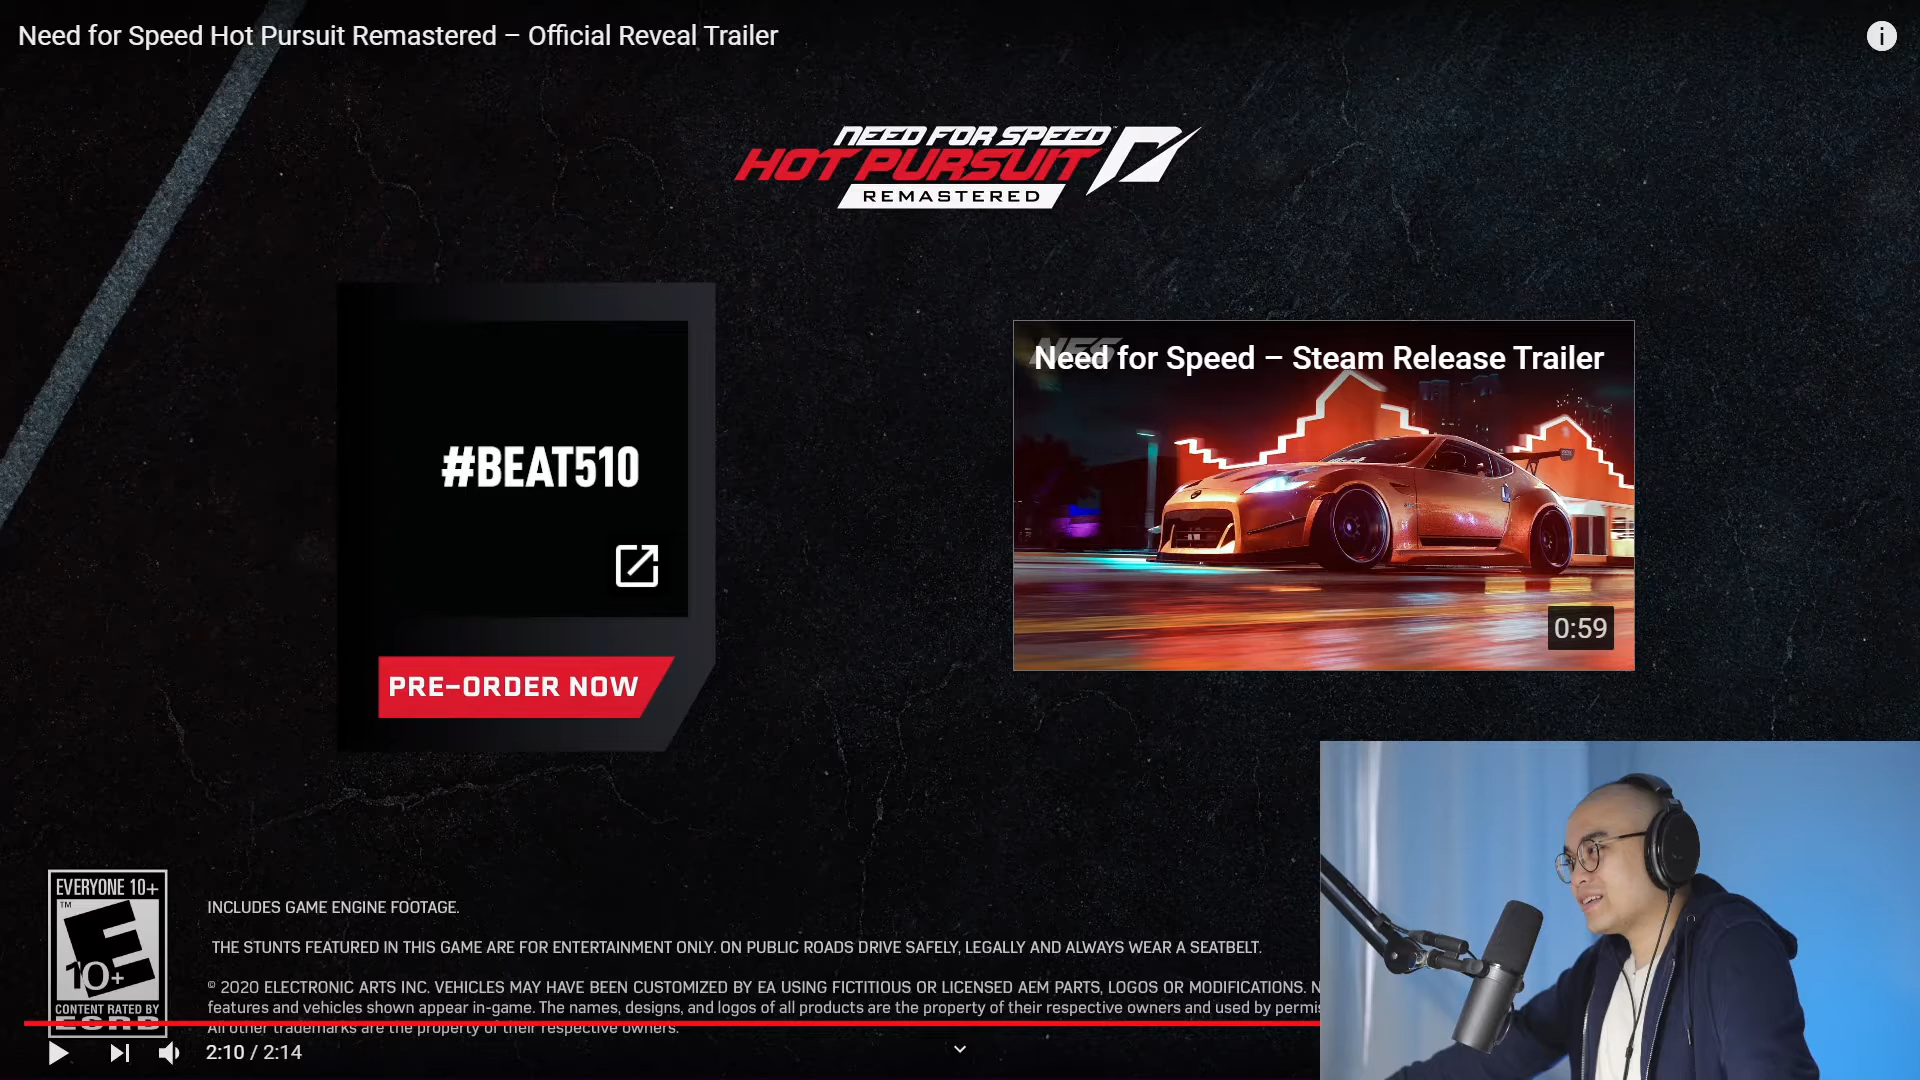 Need for Speed Hot Pursuit Remastered – Official Reveal Trailer
NEED FOR SPEED™
HOT PURSUIT
REMASTERED
#BEAT510
PRE-ORDER NOW
NFS
Need for Speed – Steam Release Trailer
0:59
EVERYONE 10+
TM
E
10+
CONTENT RATED BY
ESRB
INCLUDES GAME ENGINE FOOTAGE.
THE STUNTS FEATURED IN THIS GAME ARE FOR ENTERTAINMENT ONLY. ON PUBLIC ROADS DRIVE SAFELY, LEGALLY AND ALWAYS WEAR A SEATBELT.
© 2020 ELECTRONIC ARTS INC. VEHICLES MAY HAVE BEEN CUSTOMIZED BY EA USING FICTITIOUS OR LICENSED AEM PARTS, LOGOS OR MODIFICATIONS. N
features and vehicles shown appear in-game. The names, designs, and logos of all products are the property of their respective owners and used by permis
All other trademarks are the property of their respective owners.
2:10 / 2:14